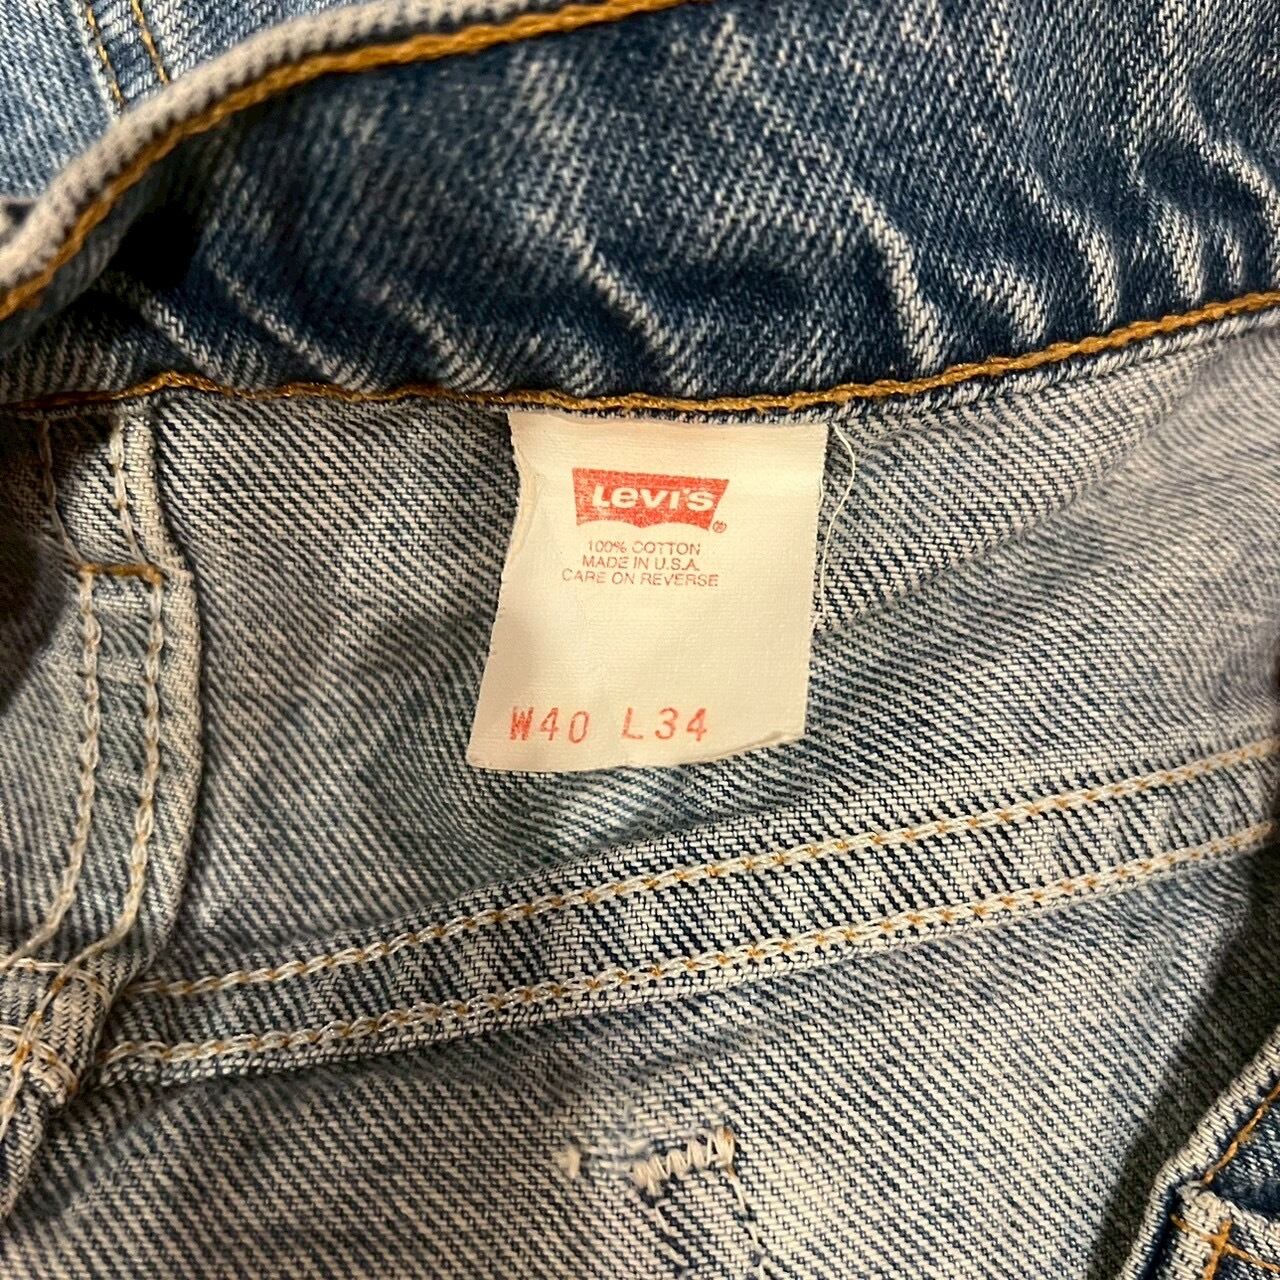 Levi's ®
100% COTTON
MADE IN U.S.A.
CARE ON REVERSE
W40 L34